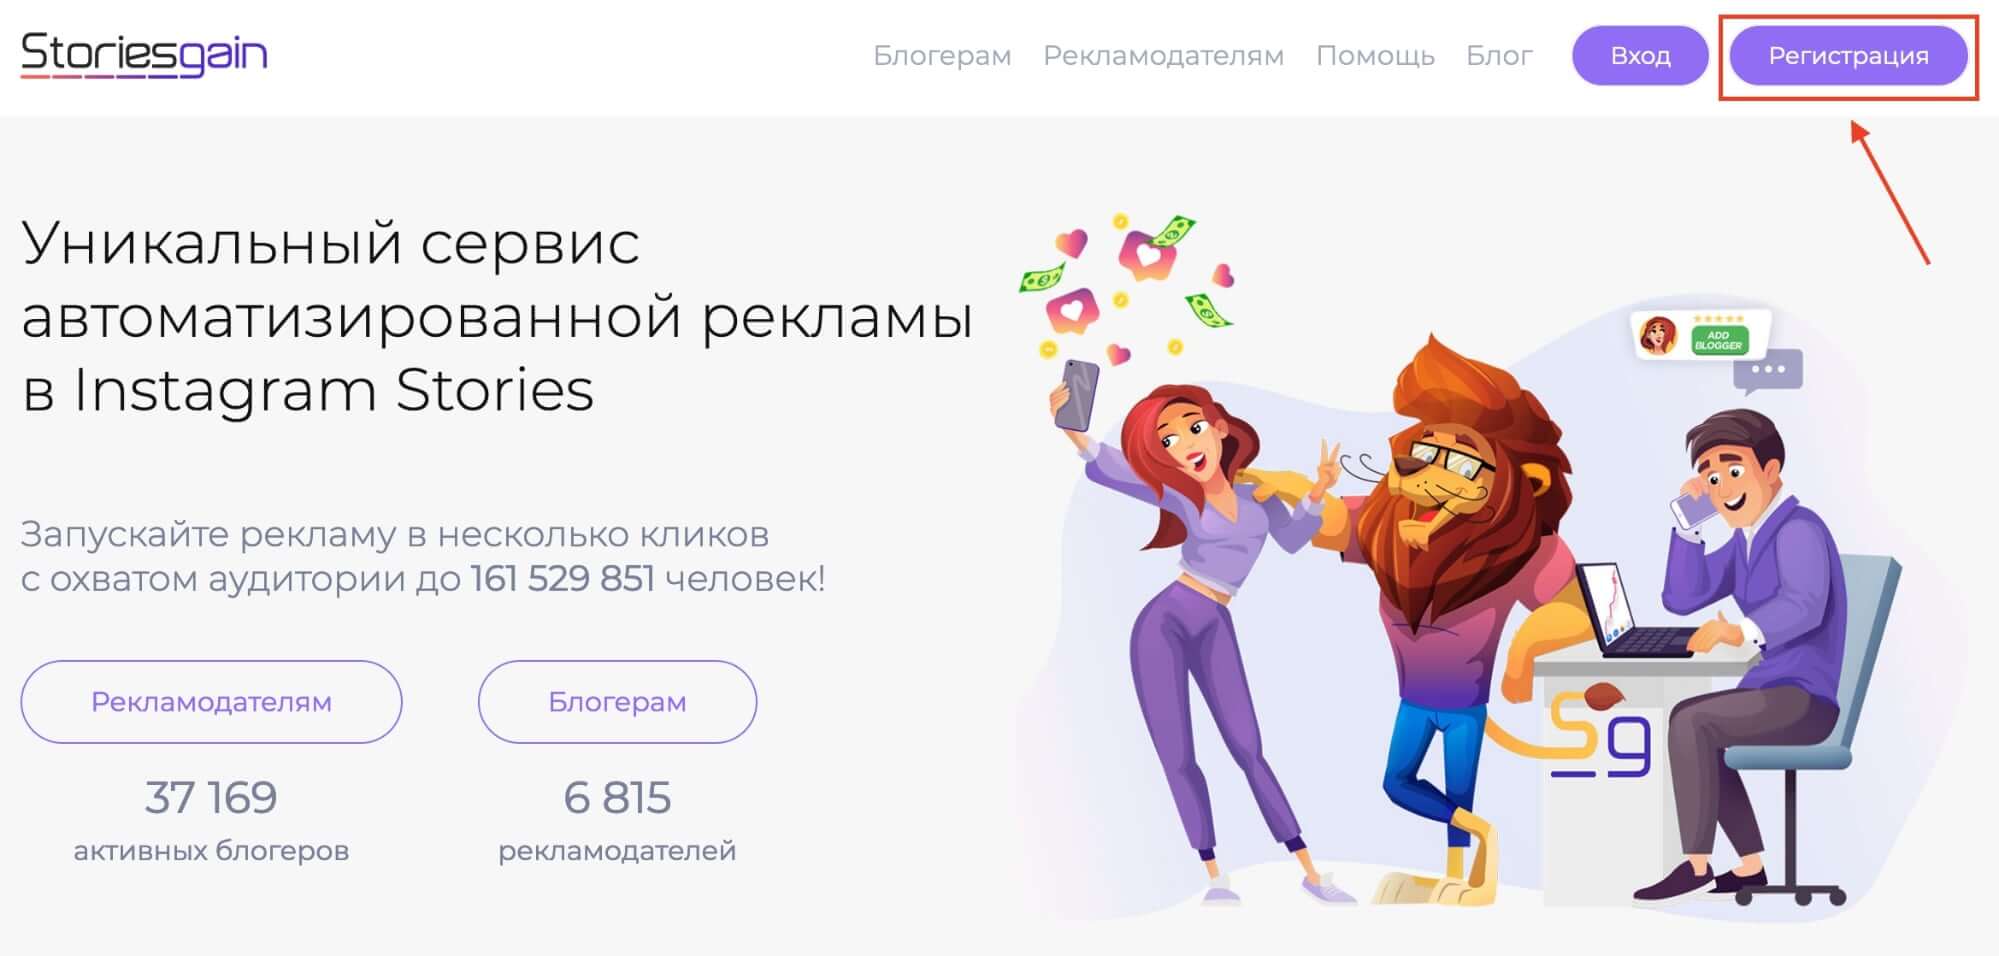 Storiesgain
Блогерам Рекламодателям Помощь Блог Вход Регистрация
Уникальный сервис
автоматизированной рекламы
в Instagram Stories
Запускайте рекламу в несколько кликов
с охватом аудитории до 161 529 851 человек!
Рекламодателям Блогерам
37 169 6 815
активных блогеров рекламодателей
ADD
BLOGGER
Sg